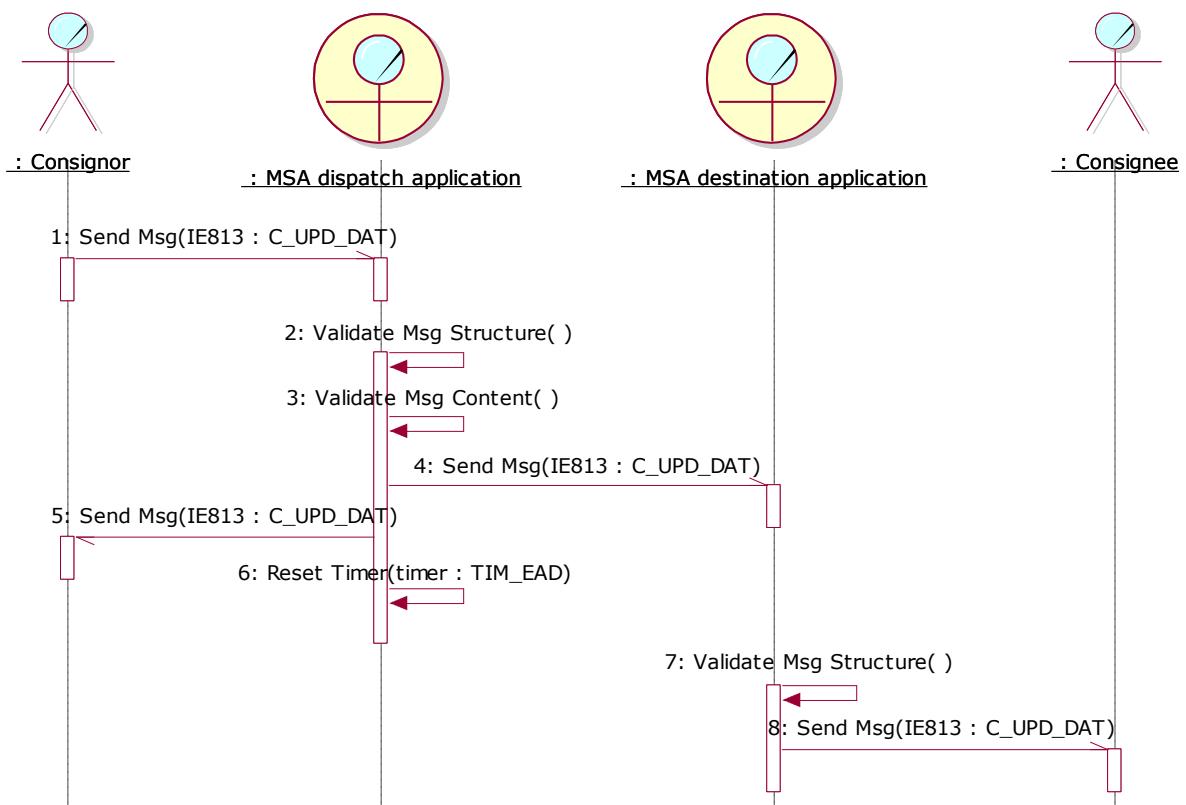 : Consignor
: MSA dispatch application
: MSA destination application
: Consignee
1: Send Msg(IE813 : C_UPD_DAT)
2: Validate Msg Structure( )
3: Validate Msg Content( )
4: Send Msg(IE813 : C_UPD_DAT)
5: Send Msg(IE813 : C_UPD_DAT)
6: Reset Timer(timer : TIM_EAD)
7: Validate Msg Structure( )
8: Send Msg(IE813 : C_UPD_DAT)